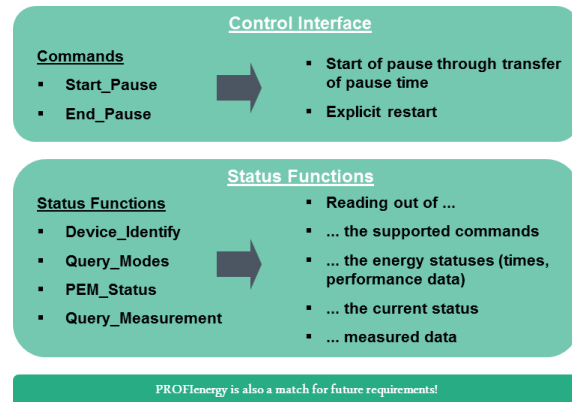 Control Interface
Commands
▪ Start_Pause
▪ End_Pause
▪ Start of pause through transfer
of pause time
▪ Explicit restart
Status Functions
Status Functions
▪ Device_Identify
▪ Query_Modes
▪ PEM_Status
▪ Query_Measurement
▪ Reading out of ...
▪ ... the supported commands
▪ ... the energy statuses (times,
performance data)
▪ ... the current status
▪ ... measured data
PROFIenergy is also a match for future requirements!